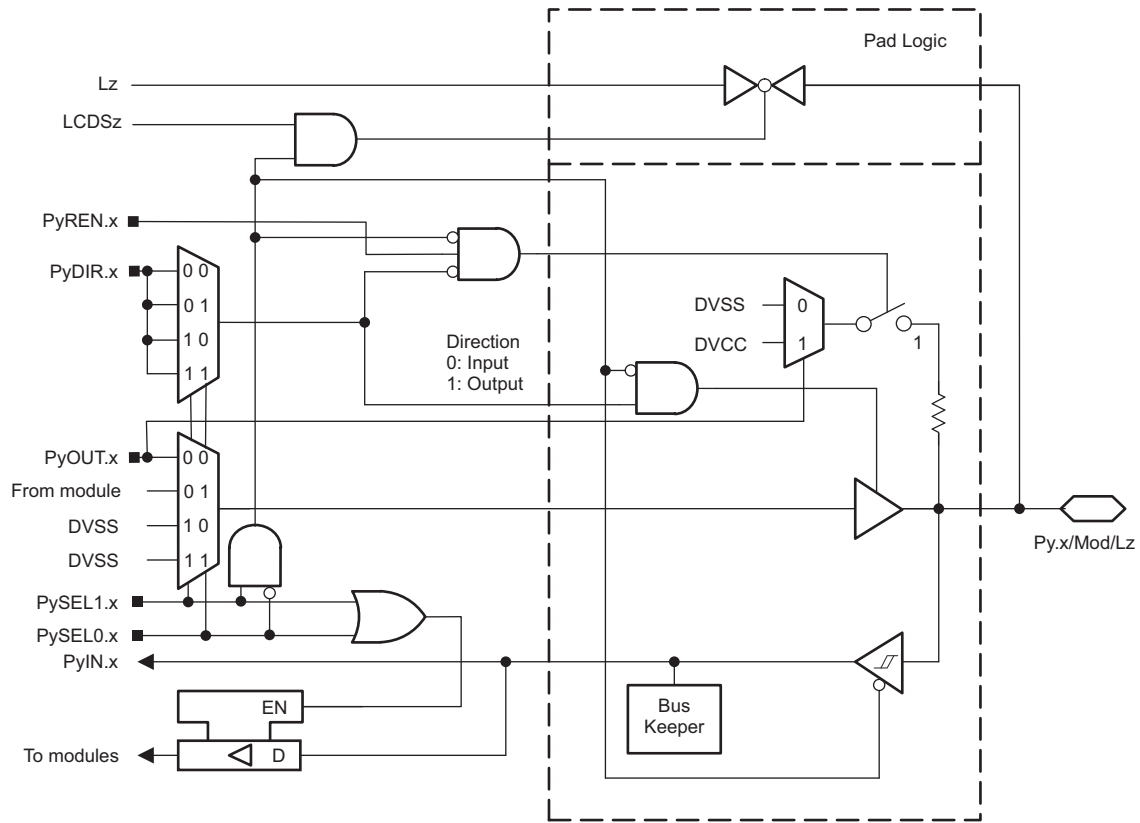 Pad Logic
Lz
LCDSz
PyREN.x
PyDIR.x
0 0
0 1
1 0
1 1
Direction
0: Input
1: Output
DVSS
0
DVCC
1
1
PyOUT.x
0 0
From module
0 1
DVSS
1 0
DVSS
1 1
Py.x/Mod/Lz
PySEL1.x
PySEL0.x
PyIN.x
Bus
Keeper
EN
To modules
D